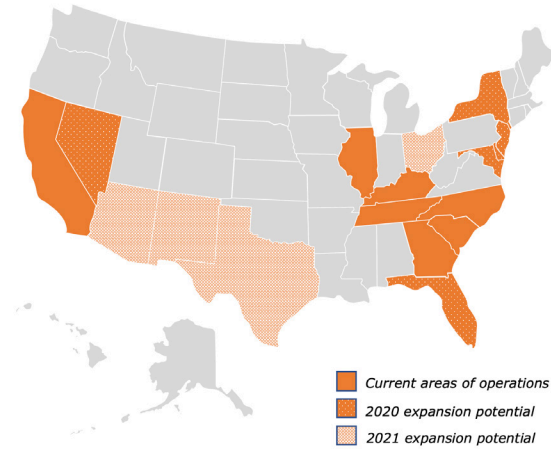 Current areas of operations
2020 expansion potential
2021 expansion potential